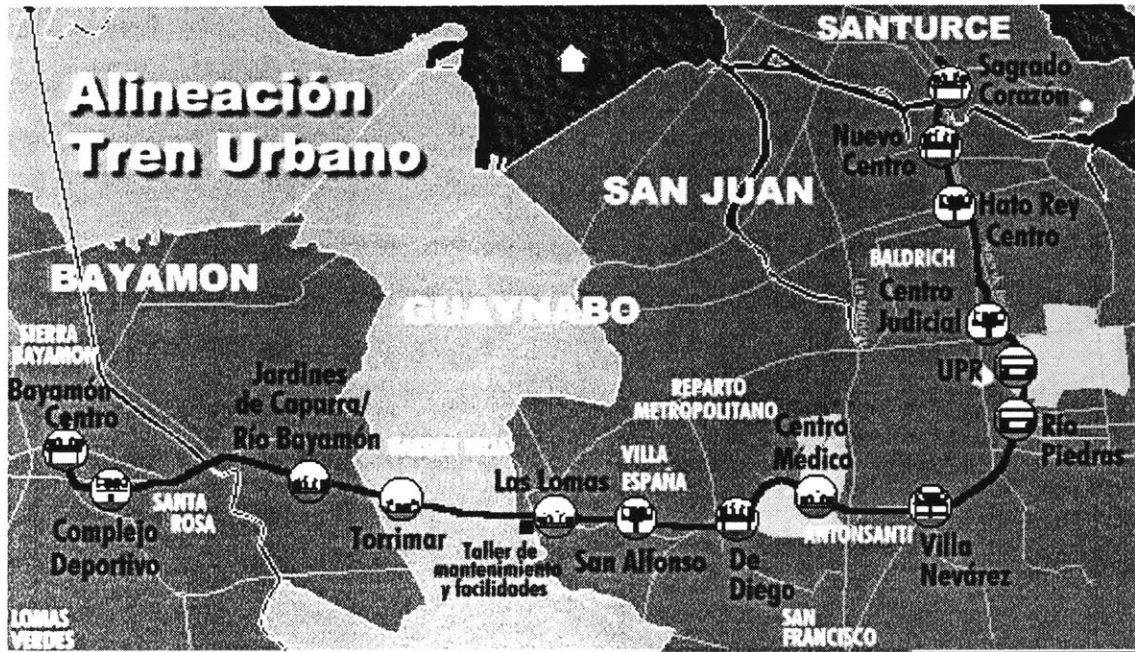 Alineación
Tren Urbano
SANTURCE
Sagrado
Corazón
Nuevo
Centro
SAN JUAN
Hato Rey
Centro
BALDRICH
BAYAMON
GUAYNABO
Centro
Judicial
UPR
SIERRA
BAYAMON
Bayamón
Centro
Jardines
de Caparra/
Río Bayamón
REPARTO
METROPOLITANO
Centro
Médico
Río
Piedras
VILLA
ESPAÑA
Las Lomas
SANTA
ROSA
Complejo
Deportivo
Torrimar
Taller de
mantenimiento
y facilidades
San Alfonso
De
Diego
ANTONSANTI
Villa
Nevárez
LOMAS
VERDES
SAN
FRANCISCO